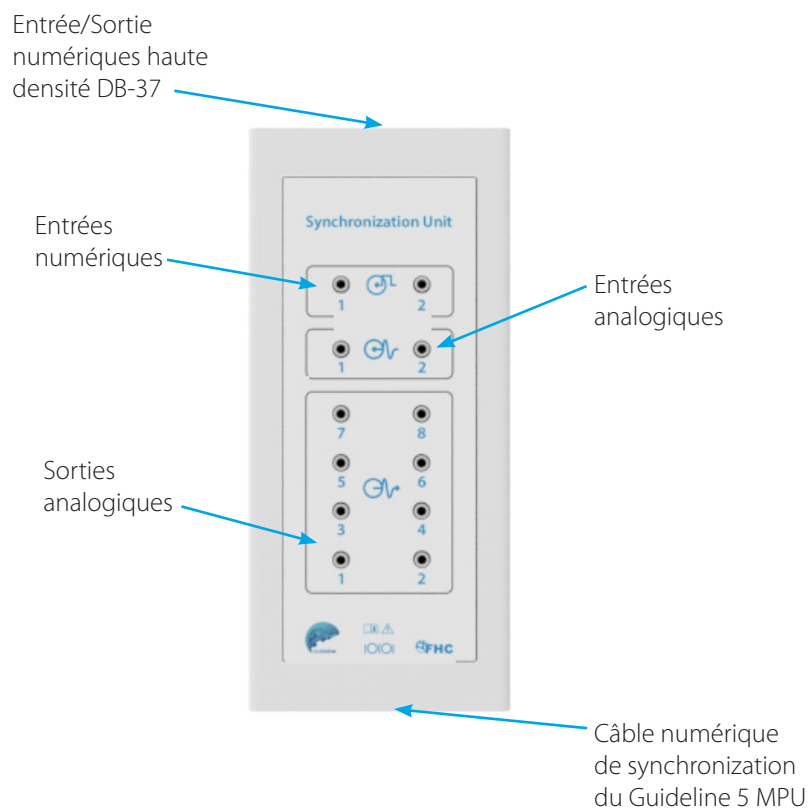 Entrée/Sortie
numériques haute
densité DB-37
Synchronization Unit
Entrées
numériques
1 2
Entrées
analogiques
1 2
7 8
5 6
Sorties
analogiques
3 4
1 2
IOIOI
FHC
Câble numérique
de synchronization
du Guideline 5 MPU